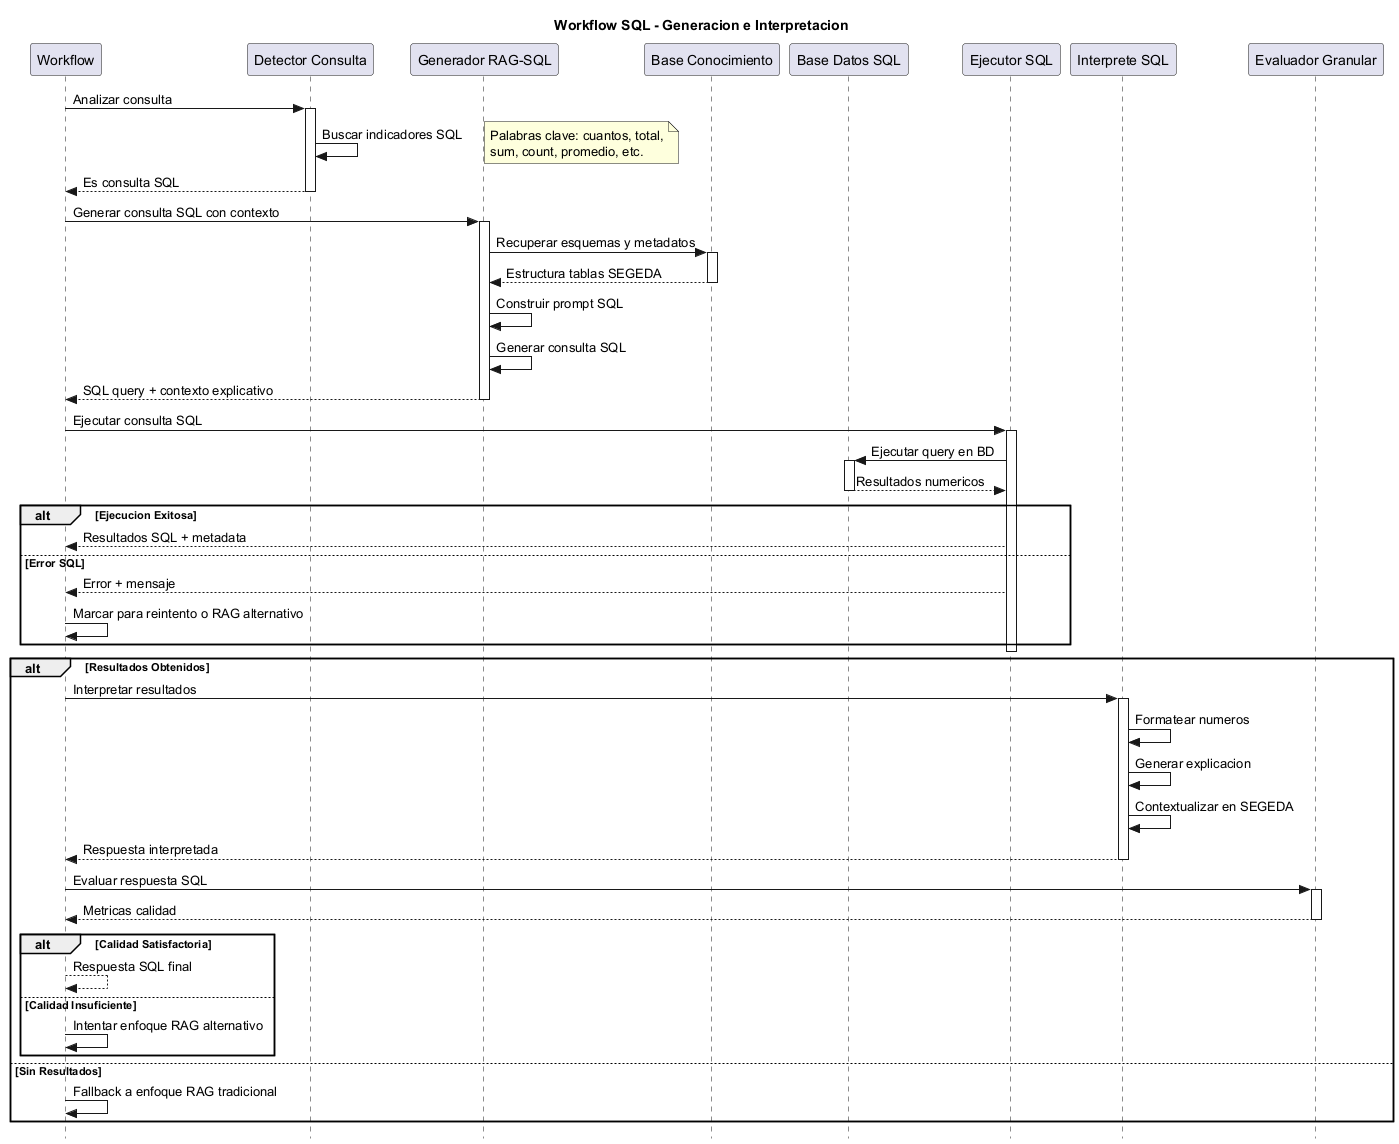 Workflow SQL - Generacion e Interpretacion
Workflow
Detector Consulta
Generador RAG-SQL
Base Conocimiento
Base Datos SQL
Ejecutor SQL
Interprete SQL
Evaluador Granular
Analizar consulta
Buscar indicadores SQL
Palabras clave: cuantos, total,
sum, count, promedio, etc.
Es consulta SQL
Generar consulta SQL con contexto
Recuperar esquemas y metadatos
Estructura tablas SEGEDA
Construir prompt SQL
Generar consulta SQL
SQL query + contexto explicativo
Ejecutar consulta SQL
Ejecutar query en BD
Resultados numericos
alt
[Ejecucion Exitosa]
Resultados SQL + metadata
[Error SQL]
Error + mensaje
Marcar para reintento o RAG alternativo
alt
[Resultados Obtenidos]
Interpretar resultados
Formatear numeros
Generar explicacion
Contextualizar en SEGEDA
Respuesta interpretada
Evaluar respuesta SQL
Metricas calidad
alt
[Calidad Satisfactoria]
Respuesta SQL final
[Calidad Insuficiente]
Intentar enfoque RAG alternativo
[Sin Resultados]
Fallback a enfoque RAG tradicional